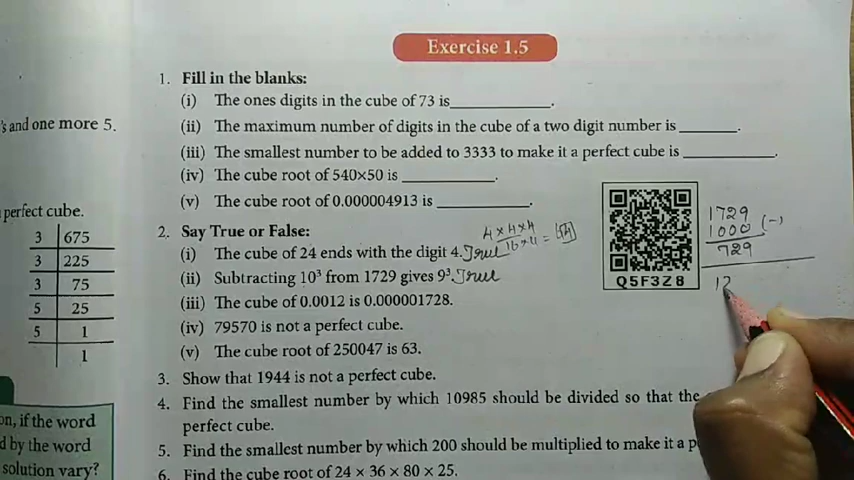 Exercise 1.5
1. Fill in the blanks:
(i) The ones digits in the cube of 73 is___________.
(ii) The maximum number of digits in the cube of a two digit number is _______.
(iii) The smallest number to be added to 3333 to make it a perfect cube is ___________.
(iv) The cube root of 540×50 is ___________.
(v) The cube root of 0.000004913 is ___________.
2. Say True or False:
4×4×4
16×4 = 64
(i) The cube of 24 ends with the digit 4. True
(ii) Subtracting 10³ from 1729 gives 9³. True
(iii) The cube of 0.0012 is 0.000001728.
(iv) 79570 is not a perfect cube.
(v) The cube root of 250047 is 63.
3. Show that 1944 is not a perfect cube.
4. Find the smallest number by which 10985 should be divided so that the
perfect cube.
5. Find the smallest number by which 200 should be multiplied to make it a p
6. Find the cube root of 24 × 36 × 80 × 25.
's and one more 5.
perfect cube.
3 675
3 225
3 75
5 25
5 1
1
on, if the word
d by the word
solution vary?
Q5F3Z8
1729
1000 (-)
729
12